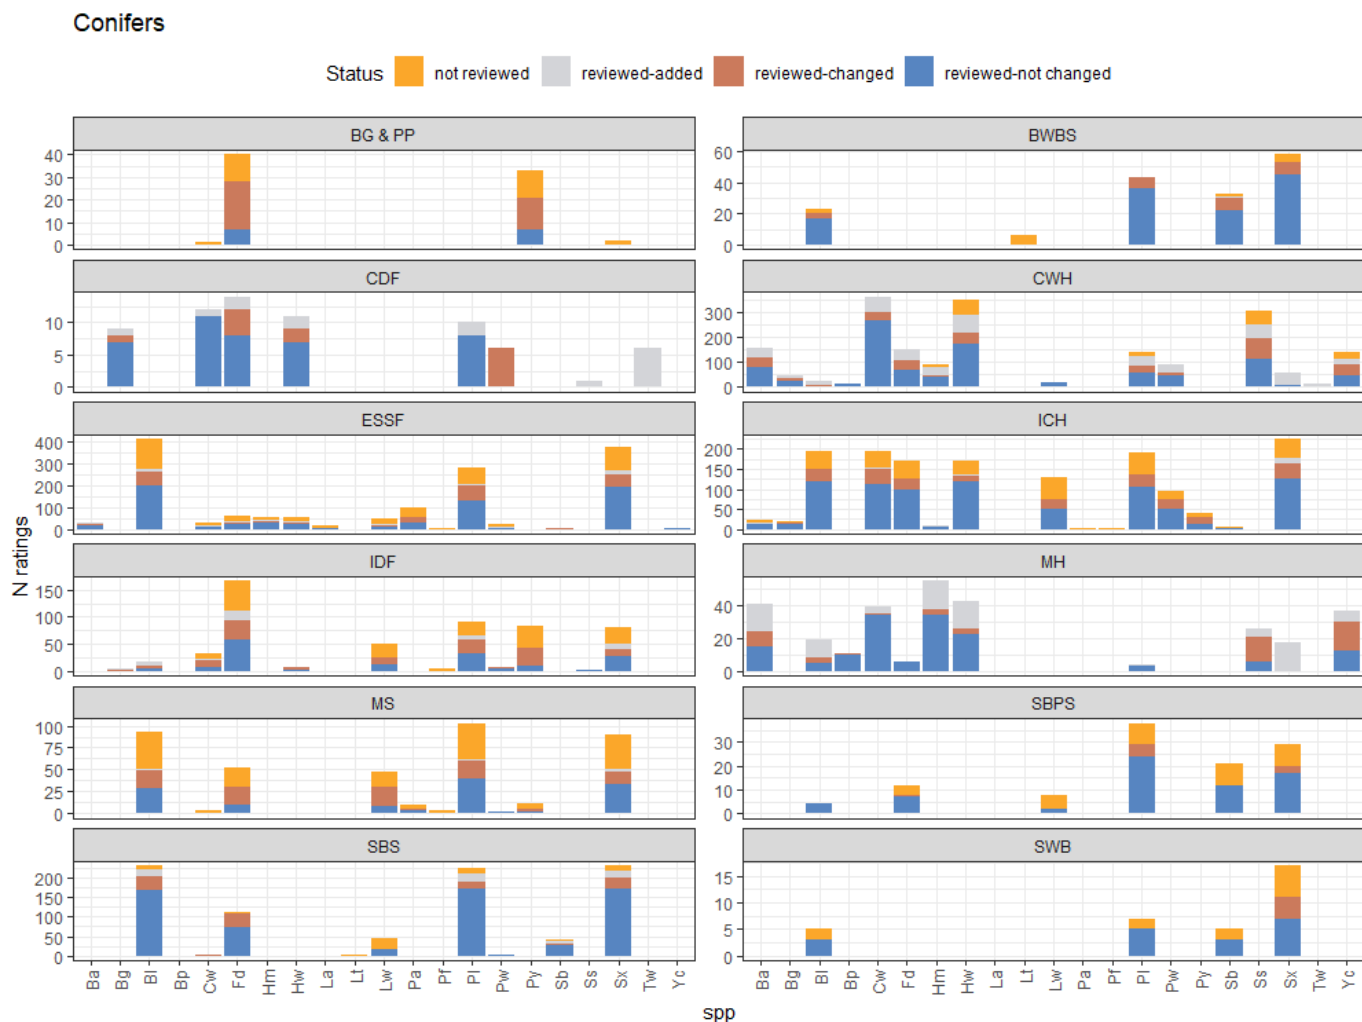 Conifers
Status not reviewed reviewed-added reviewed-changed reviewed-not changed
BG & PP
40
30
20
10
0
BWBS
60
40
20
0
CDF
10
5
0
CWH
300
200
100
0
ESSF
400
300
200
100
0
ICH
200
150
100
50
0
N ratings
IDF
150
100
50
0
MH
40
20
0
MS
100
75
50
25
0
SBPS
30
20
10
0
SBS
200
150
100
50
0
SWB
15
10
5
0
Ba Bg Bl Bp Cw Fd Hm Hw La Lt Lw Pa Pf Pl Pw Py Sb Ss Sx Tw Yc
Ba Bg Bl Bp Cw Fd Hm Hw La Lt Lw Pa Pf Pl Pw Py Sb Ss Sx Tw Yc
spp